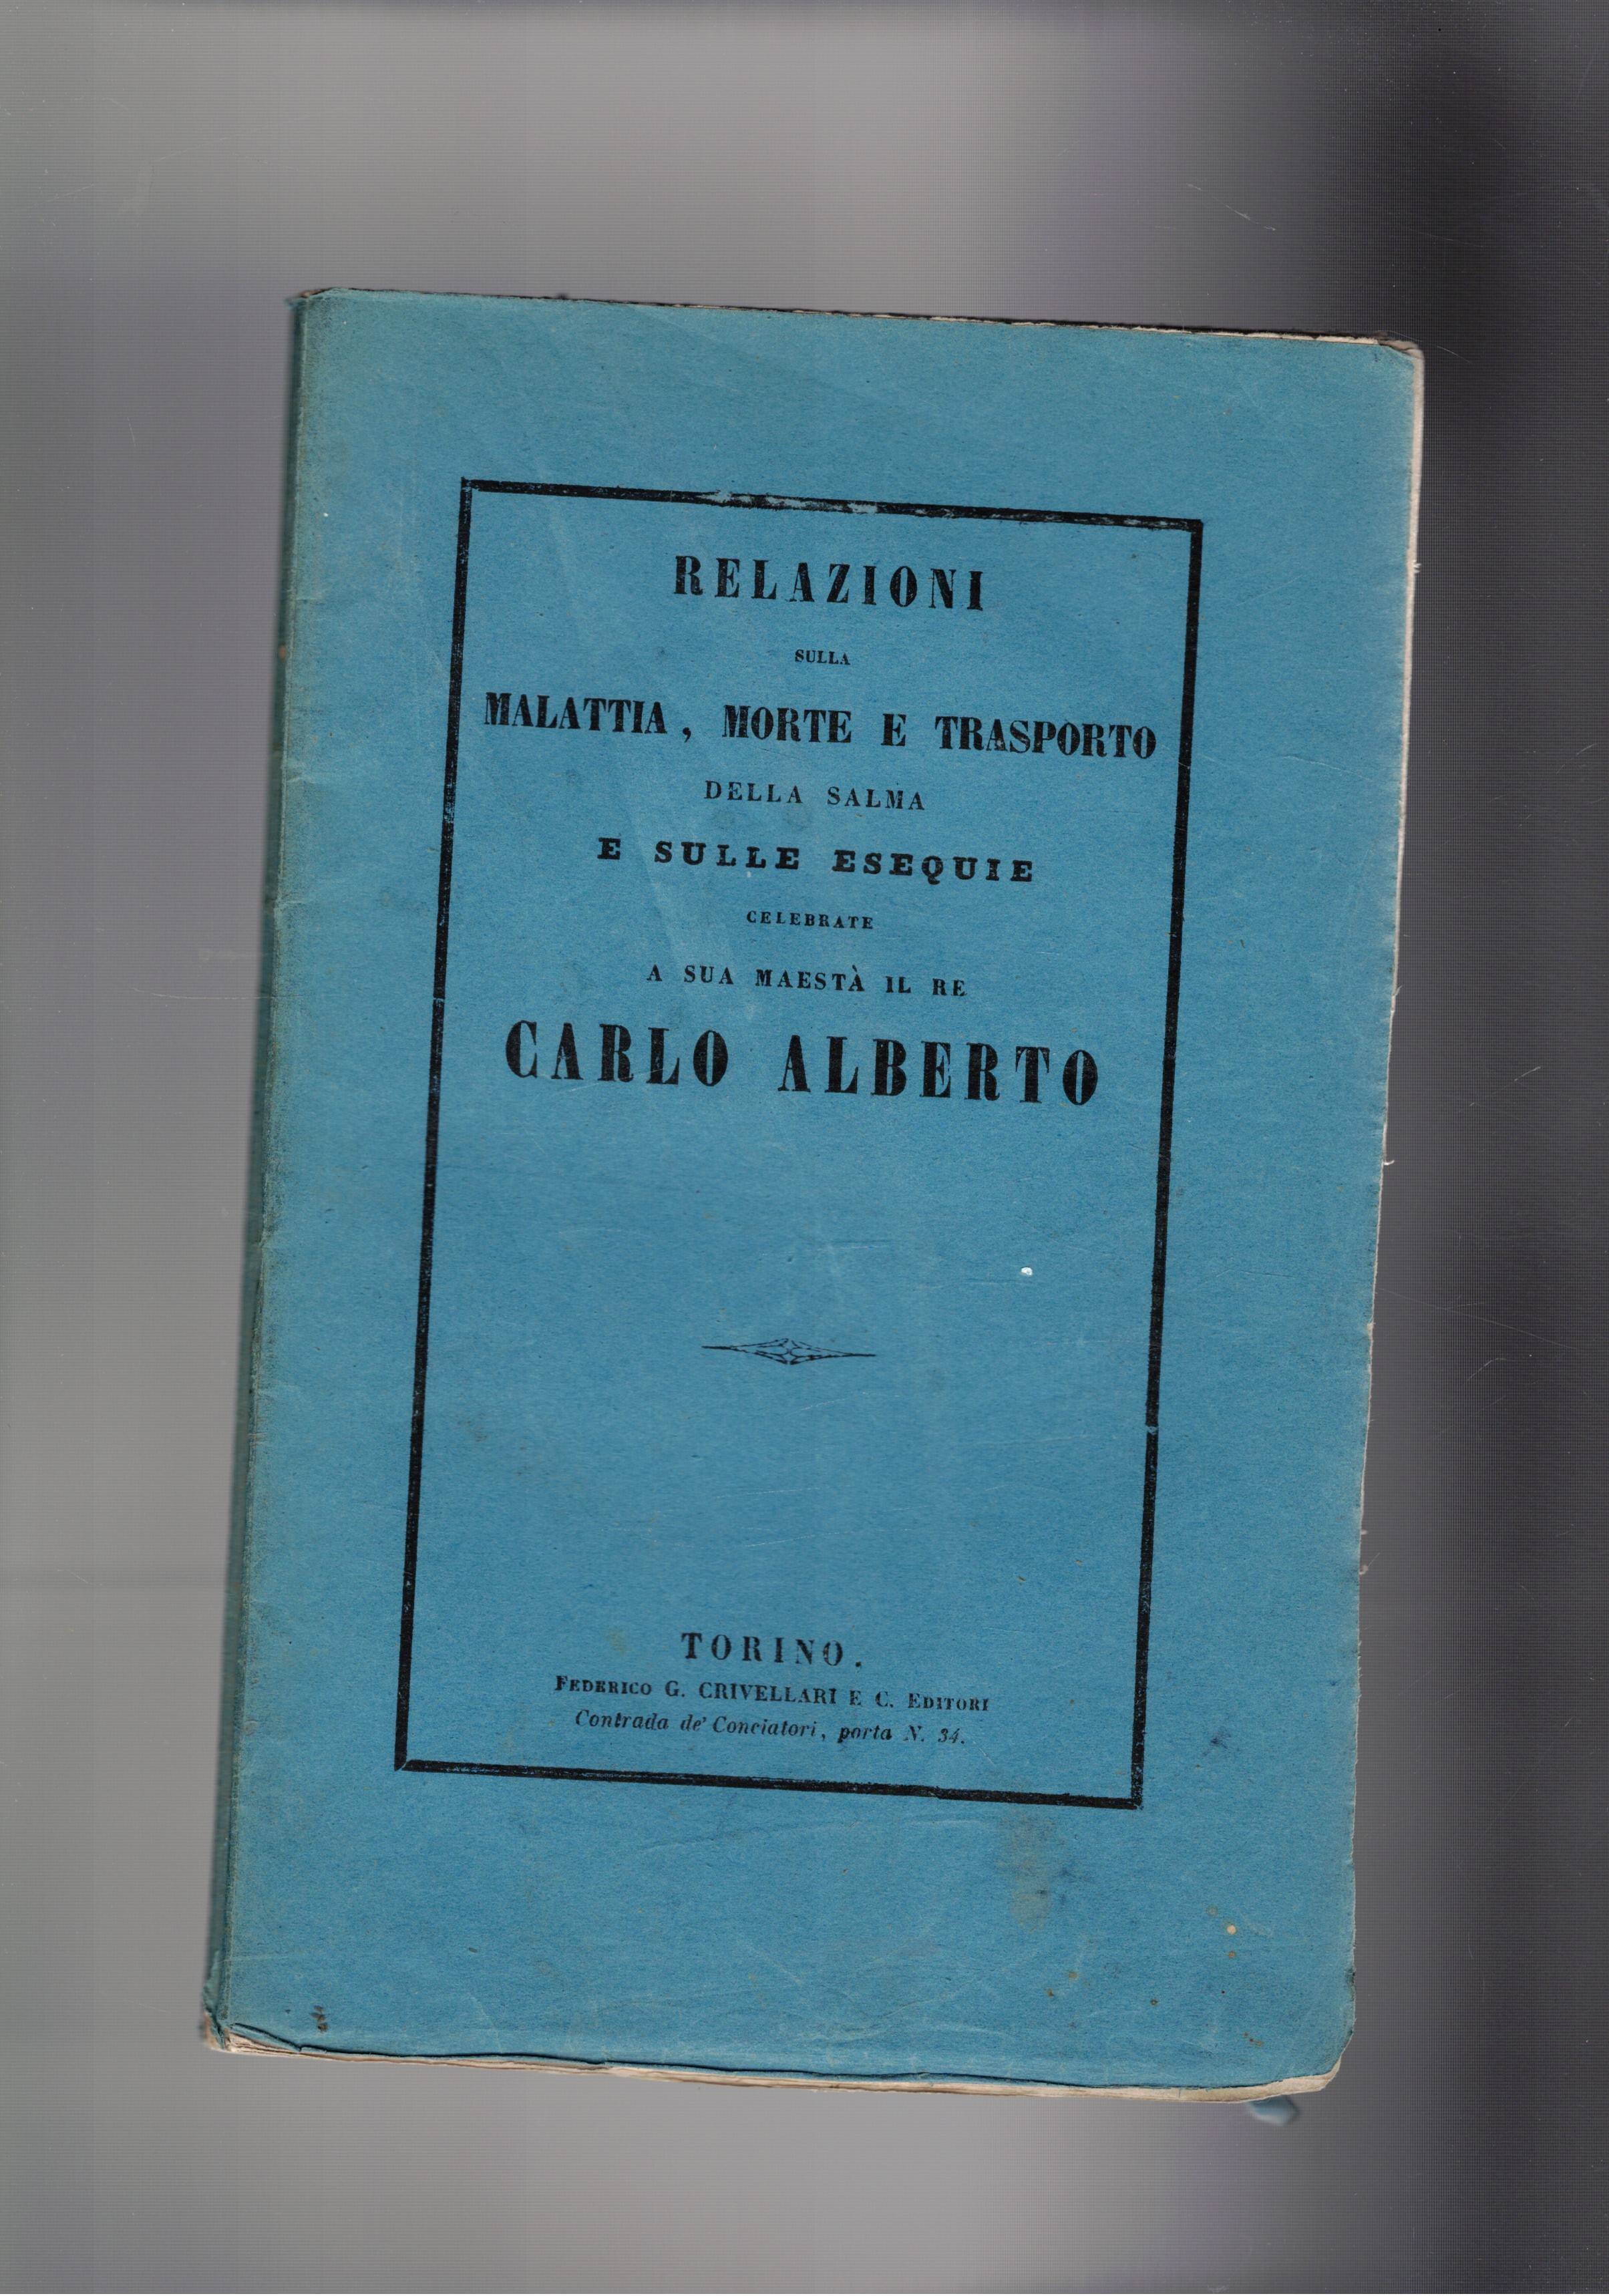 RELAZIONI
SULLA
MALATTIA, MORTE E TRASPORTO
DELLA SALMA
E SULLE ESEQUIE
CELEBRATE
A SUA MAESTÀ IL RE
CARLO ALBERTO
TORINO.
FEDERICO G. CRIVELLARI E C. EDITORI
Contrada de' Conciatori, porta N. 34.